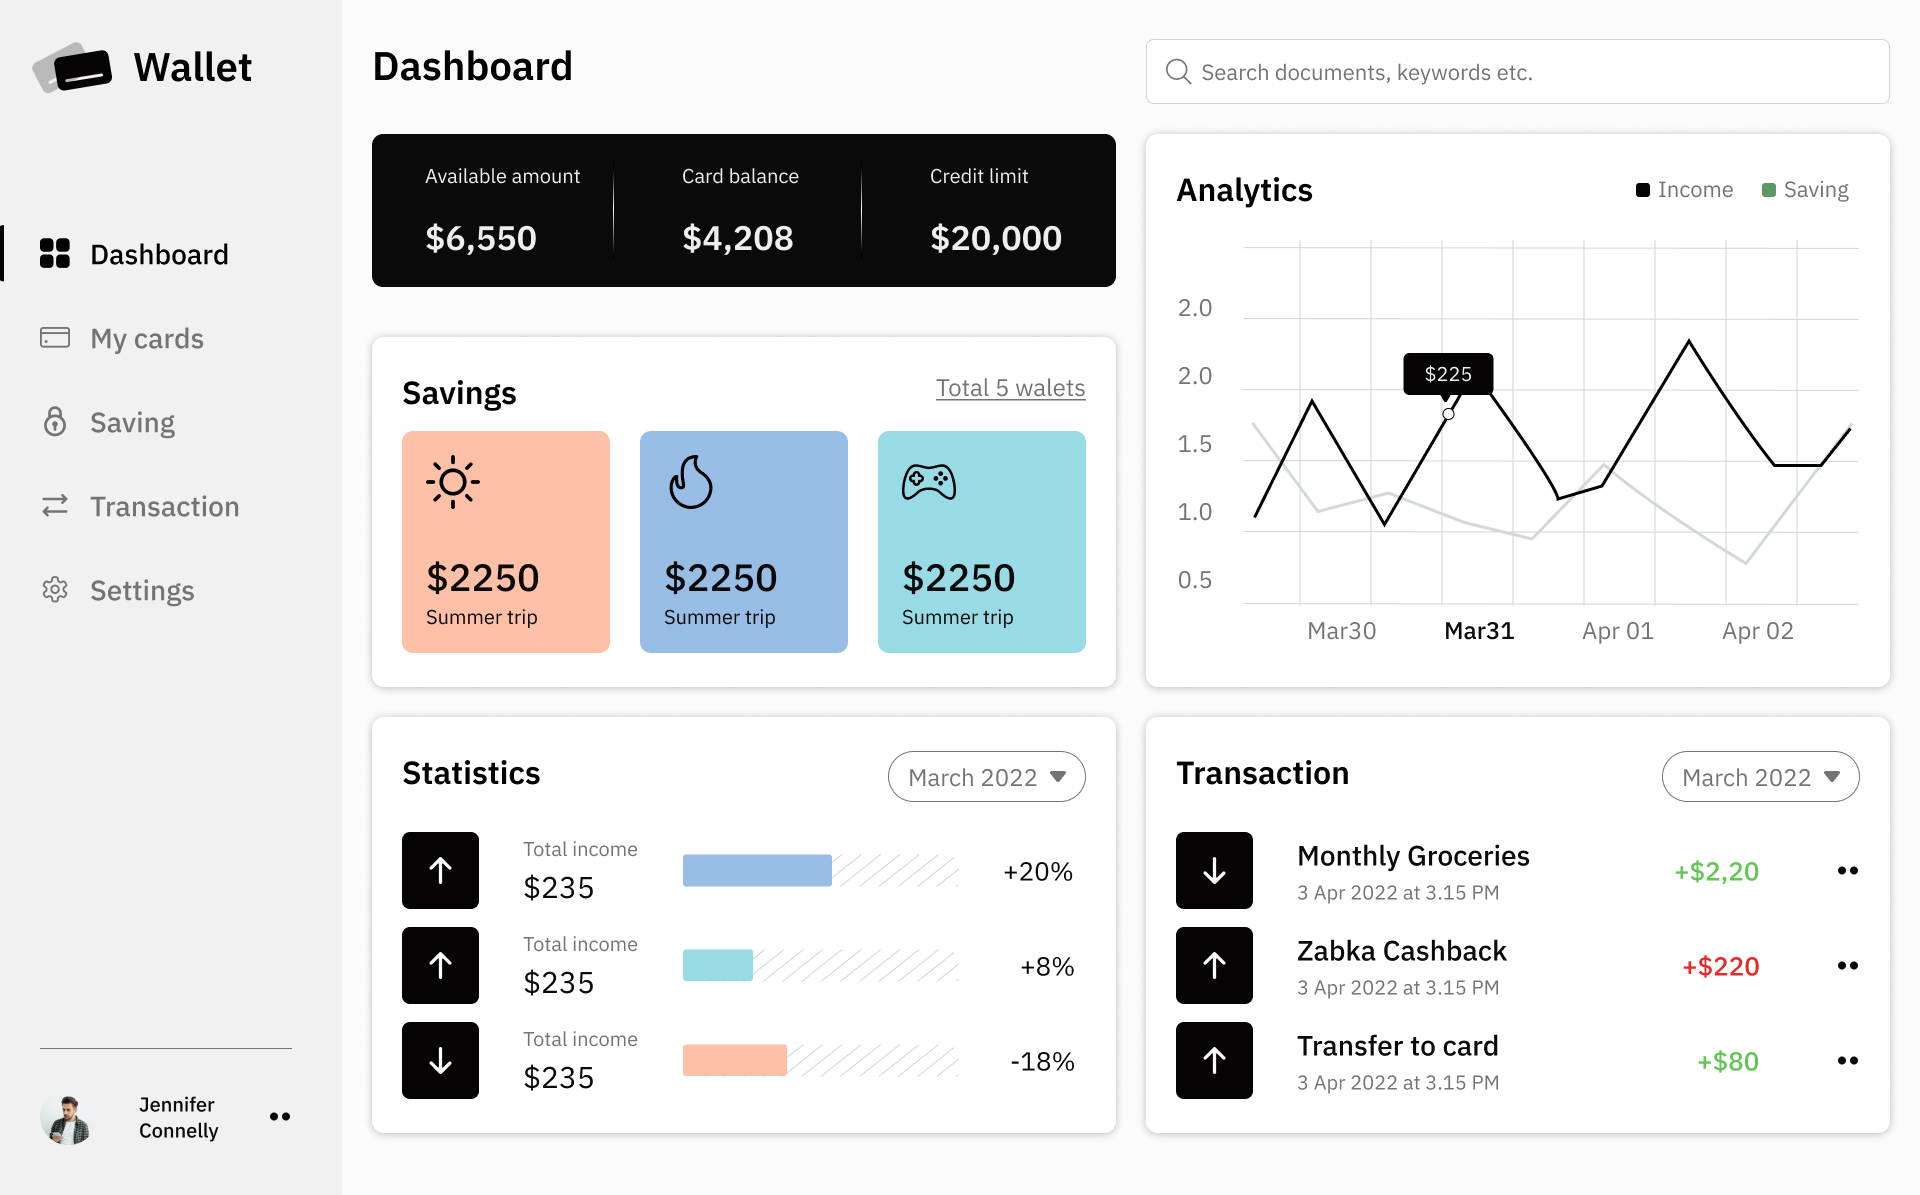 Wallet
Dashboard
My cards
Saving
Transaction
Settings
Jennifer
Connelly
Dashboard
Search documents, keywords etc.
Available amount
$6,550
Card balance
$4,208
Credit limit
$20,000
Savings
Total 5 walets
$2250
Summer trip
$2250
Summer trip
$2250
Summer trip
Analytics
Income
Saving
2.0
2.0
1.5
1.0
0.5
$225
Mar30
Mar31
Apr 01
Apr 02
Statistics
March 2022
Total income
$235
+20%
Total income
$235
+8%
Total income
$235
-18%
Transaction
March 2022
Monthly Groceries
3 Apr 2022 at 3.15 PM
+$2,20
Zabka Cashback
3 Apr 2022 at 3.15 PM
+$220
Transfer to card
3 Apr 2022 at 3.15 PM
+$80